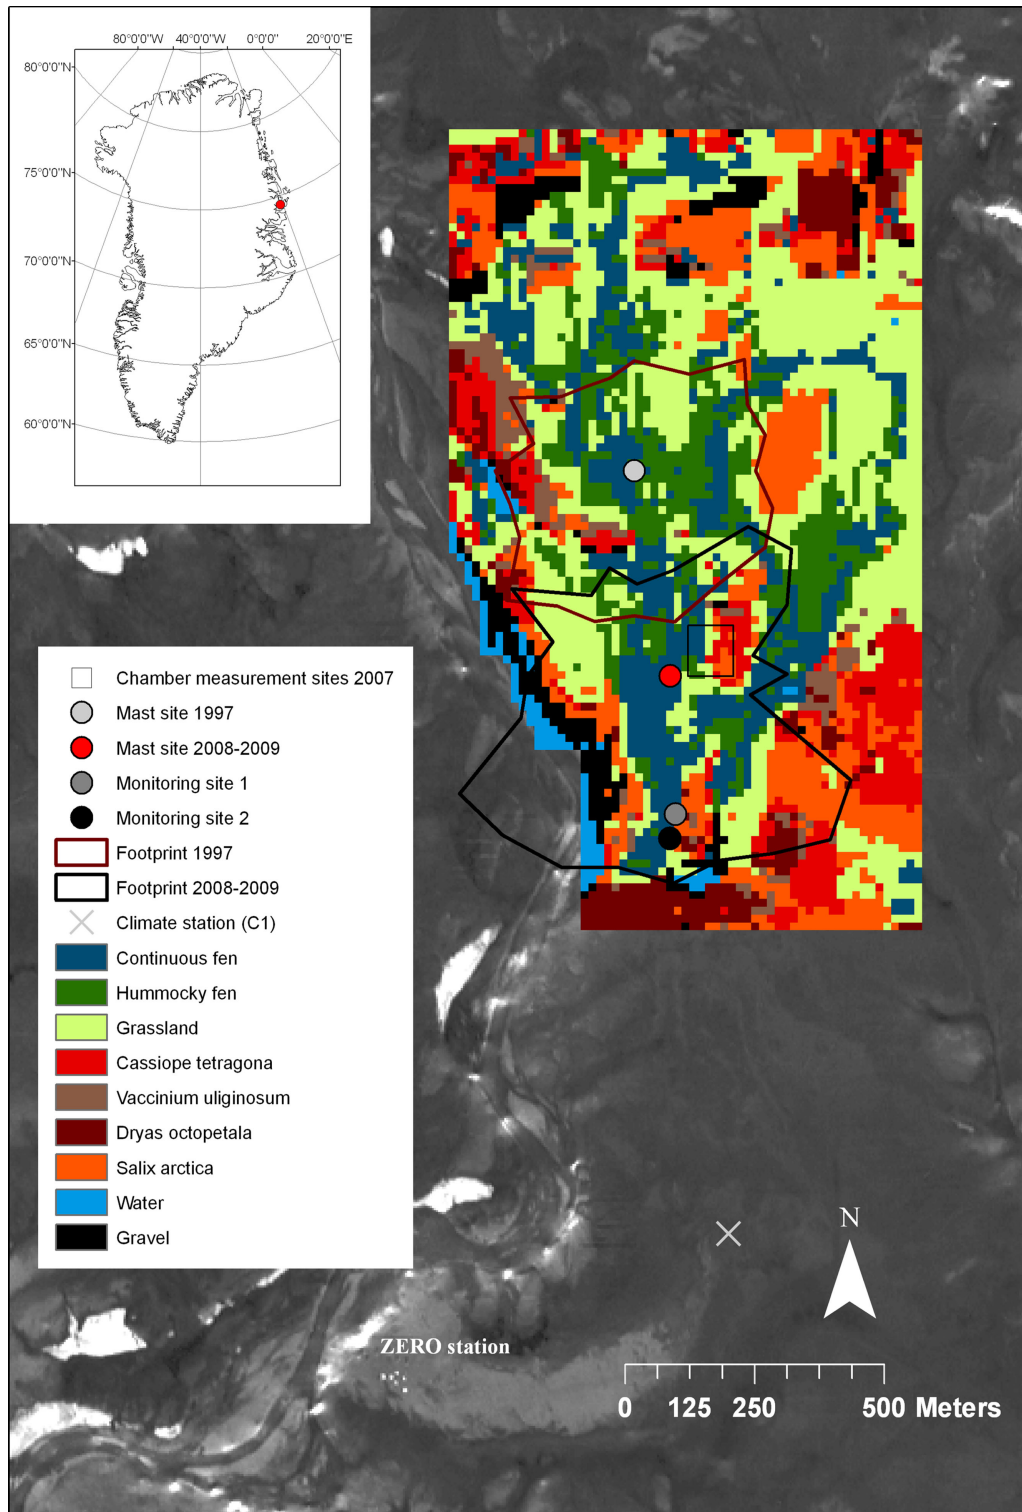 80°0'0"W 40°0'0"W 0°0'0" 20°0'0"E
80°0'0"N
75°0'0"N
70°0'0"N
65°0'0"N
60°0'0"N
Chamber measurement sites 2007
Mast site 1997
Mast site 2008-2009
Monitoring site 1
Monitoring site 2
Footprint 1997
Footprint 2008-2009
Climate station (C1)
Continuous fen
Hummocky fen
Grassland
Cassiope tetragona
Vaccinium uliginosum
Dryas octopetala
Salix arctica
Water
Gravel
N
ZERO station
0 125 250 500 Meters